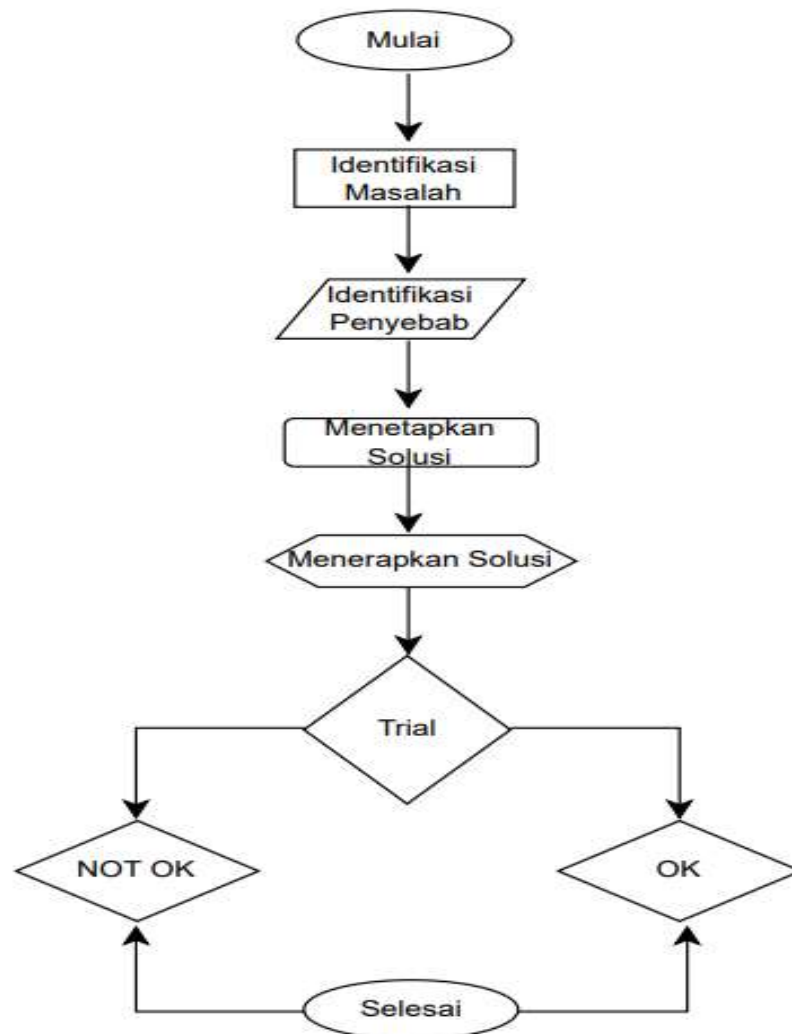 Mulai
Identifikasi
Masalah
Identifikasi
Penyebab
Menetapkan
Solusi
Menerapkan Solusi
Trial
NOT OK
OK
Selesai